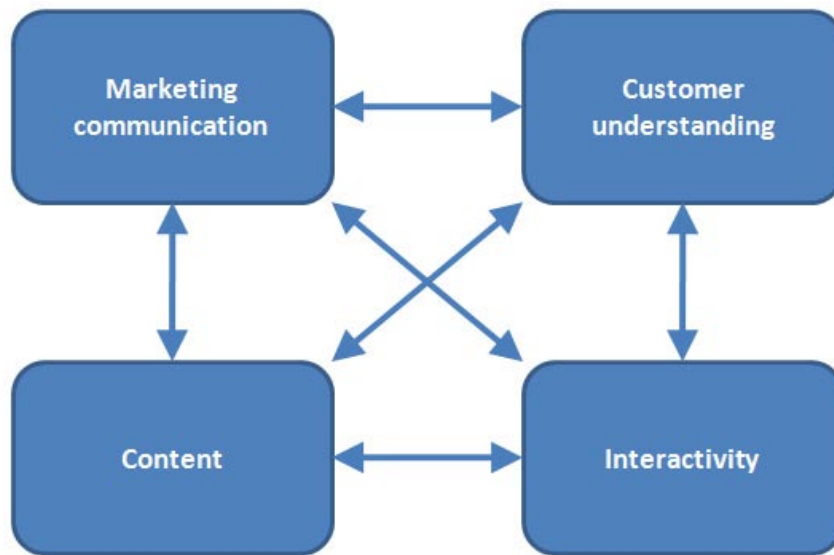 Marketing
communication
Customer
understanding
Content
Interactivity